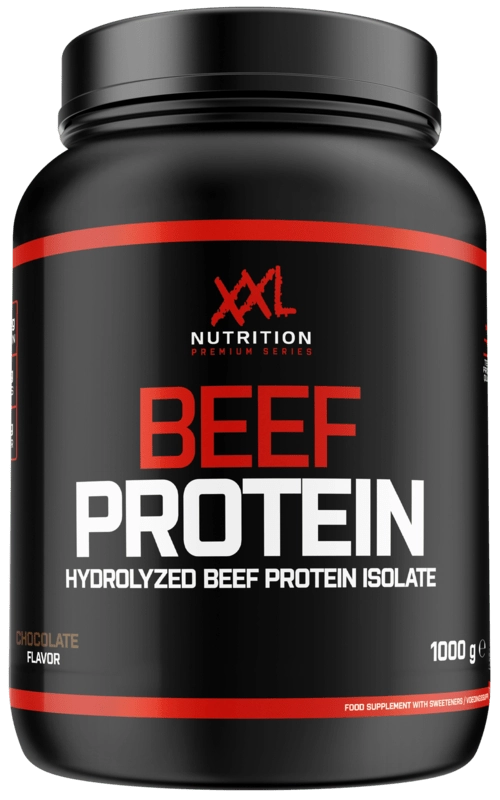 XXL
NUTRITION
PREMIUM SERIES
BEEF
PROTEIN
HYDROLYZED BEEF PROTEIN ISOLATE
CHOCOLATE
FLAVOR
1000 g ℮
FOOD SUPPLEMENT WITH SWEETENERS /